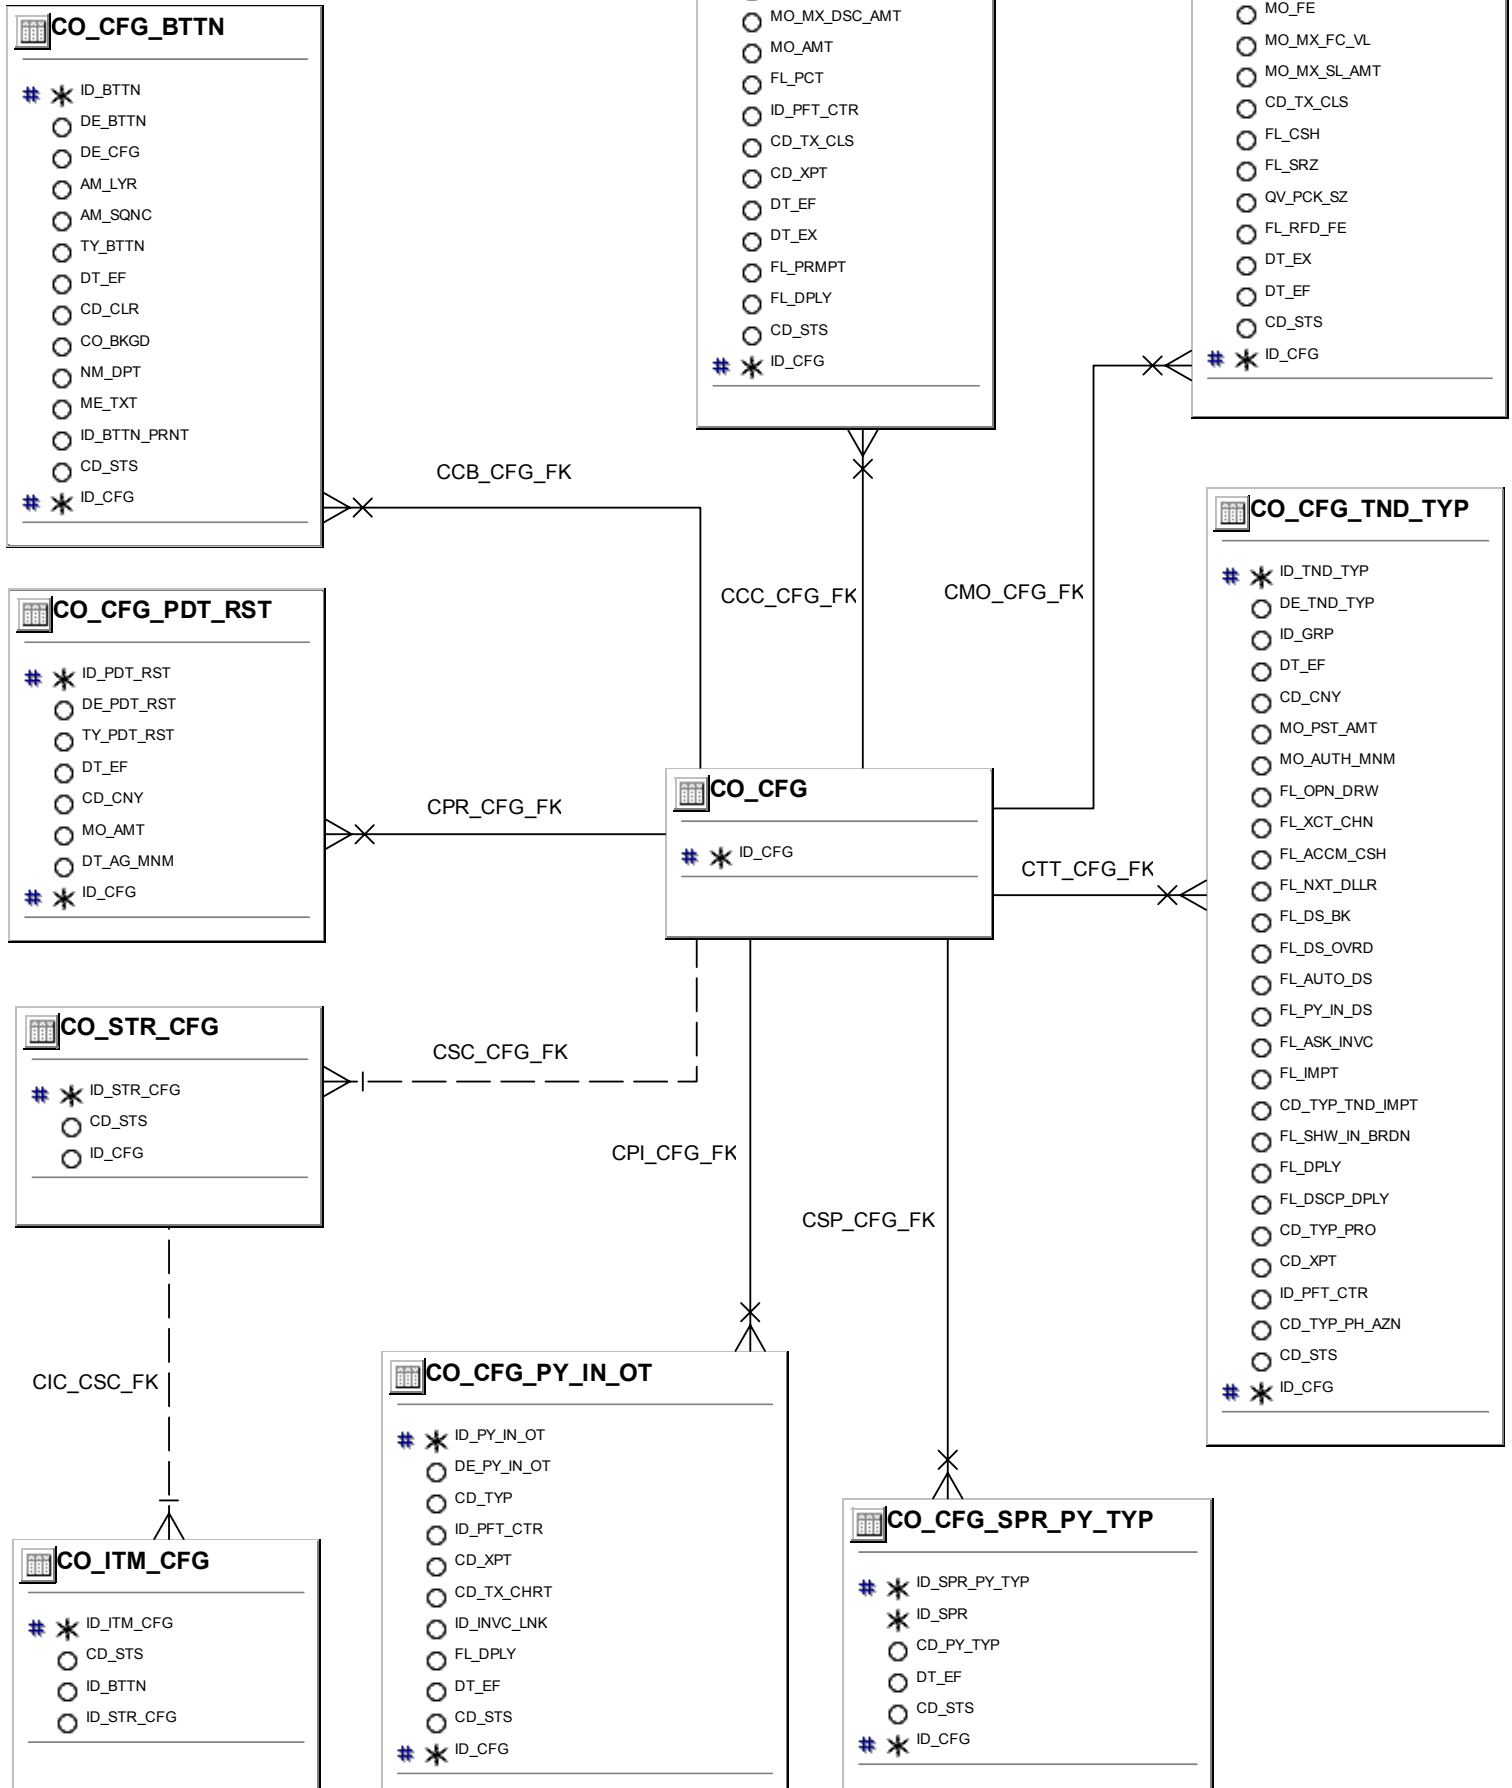 CO_CFG_BTTN
# * ID_BTTN
DE_BTTN
DE_CFG
AM_LYR
AM_SQNC
TY_BTTN
DT_EF
CD_CLR
CO_BKGD
NM_DPT
ME_TXT
ID_BTTN_PRNT
CD_STS
# * ID_CFG
MO_MX_DSC_AMT
MO_AMT
FL_PCT
ID_PFT_CTR
CD_TX_CLS
CD_XPT
DT_EF
DT_EX
FL_PRMPT
FL_DPLY
CD_STS
# * ID_CFG
MO_FE
MO_MX_FC_VL
MO_MX_SL_AMT
CD_TX_CLS
FL_CSH
FL_SRZ
QV_PCK_SZ
FL_RFD_FE
DT_EX
DT_EF
CD_STS
# * ID_CFG
CCB_CFG_FK
CCC_CFG_FK
CMO_CFG_FK
CO_CFG_PDT_RST
# * ID_PDT_RST
DE_PDT_RST
TY_PDT_RST
DT_EF
CD_CNY
MO_AMT
DT_AG_MNM
# * ID_CFG
CPR_CFG_FK
CO_CFG
# * ID_CFG
CTT_CFG_FK
CO_CFG_TND_TYP
# * ID_TND_TYP
DE_TND_TYP
ID_GRP
DT_EF
CD_CNY
MO_PST_AMT
MO_AUTH_MNM
FL_OPN_DRW
FL_XCT_CHN
FL_ACCM_CSH
FL_NXT_DLLR
FL_DS_BK
FL_DS_OVRD
FL_AUTO_DS
FL_PY_IN_DS
FL_ASK_INVC
FL_IMPT
CD_TYP_TND_IMPT
FL_SHW_IN_BRDN
FL_DPLY
FL_DSCP_DPLY
CD_TYP_PRO
CD_XPT
ID_PFT_CTR
CD_TYP_PH_AZN
CD_STS
# * ID_CFG
CO_STR_CFG
# * ID_STR_CFG
CD_STS
ID_CFG
CSC_CFG_FK
CPI_CFG_FK
CSP_CFG_FK
CIC_CSC_FK
CO_ITM_CFG
# * ID_ITM_CFG
CD_STS
ID_BTTN
ID_STR_CFG
CO_CFG_PY_IN_OT
# * ID_PY_IN_OT
DE_PY_IN_OT
CD_TYP
ID_PFT_CTR
CD_XPT
CD_TX_CHRT
ID_INVC_LNK
FL_DPLY
DT_EF
CD_STS
# * ID_CFG
CO_CFG_SPR_PY_TYP
# * ID_SPR_PY_TYP
* ID_SPR
CD_PY_TYP
DT_EF
CD_STS
# * ID_CFG